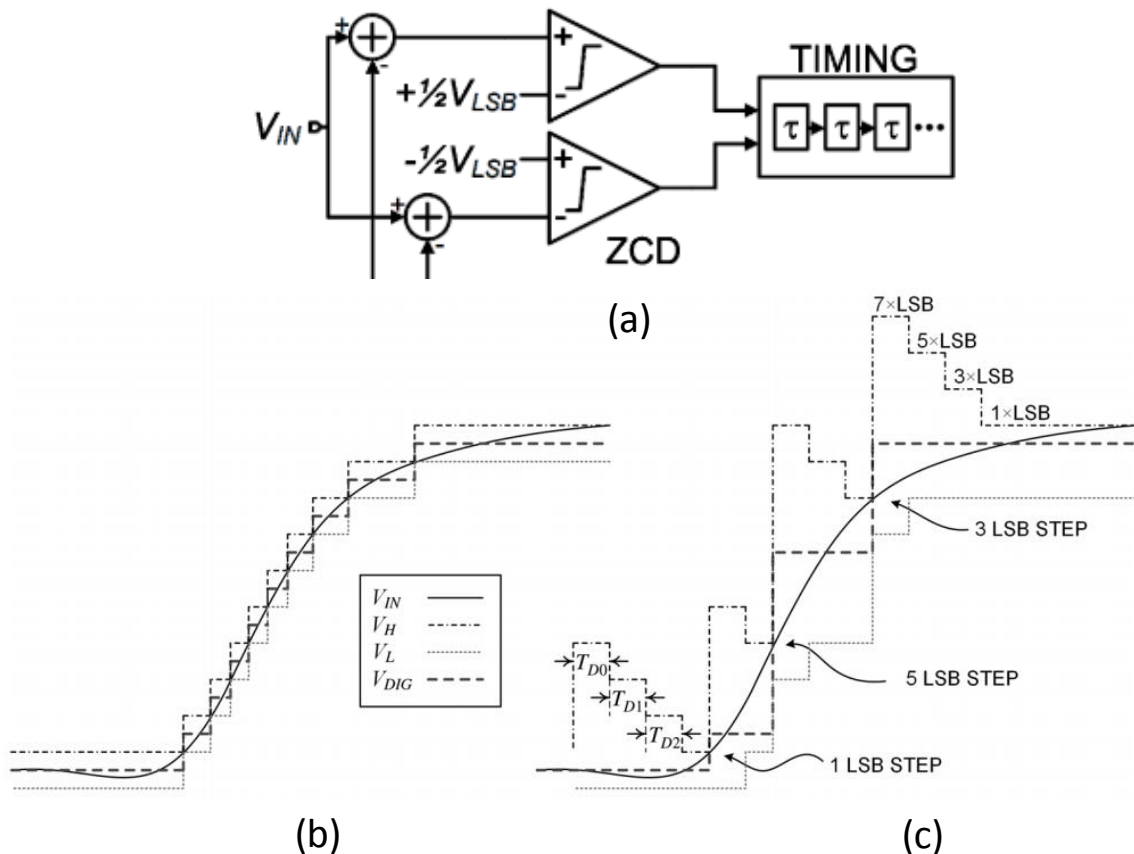 TIMING
+
-
+
+½V_LSB
-
τ τ τ •••
V_IN
-½V_LSB
+
+
-
-
ZCD
(a)
7×LSB
5×LSB
3×LSB
1×LSB
3 LSB STEP
V_IN
V_H
V_L
V_DIG
T_D0
T_D1
T_D2
5 LSB STEP
1 LSB STEP
(b)
(c)